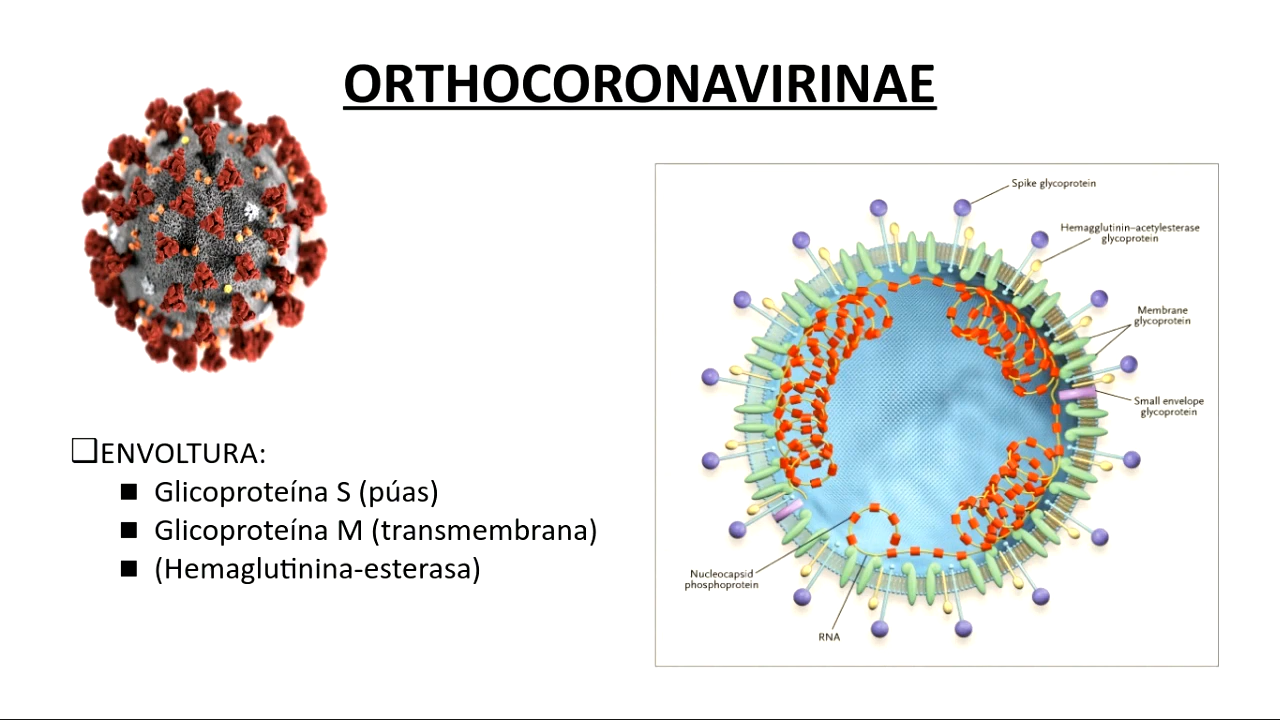 ORTHOCORONAVIRINAE
❑ENVOLTURA:
■ Glicoproteína S (púas)
■ Glicoproteína M (transmembrana)
■ (Hemaglutinina-esterasa)
Spike glycoprotein
Hemagglutinin–acetylesterase
glycoprotein
Membrane
glycoprotein
Small envelope
glycoprotein
Nucleocapsid
phosphoprotein
RNA